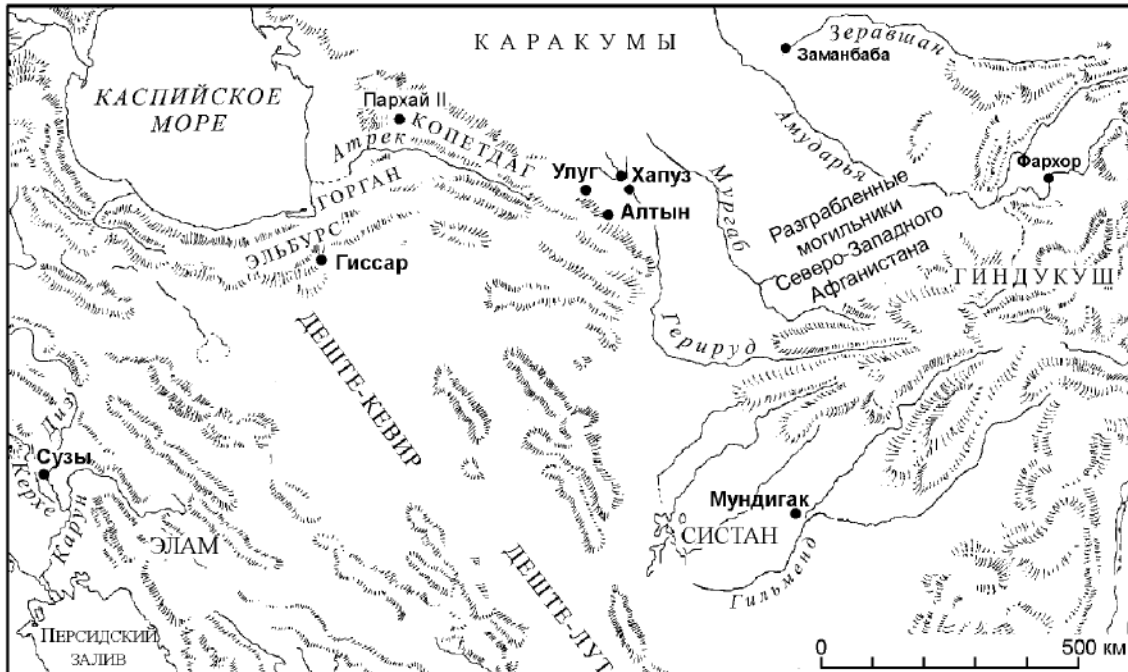 КАРАКУМЫ
Зеравшан
Заманбаба
КАСПИЙСКОЕ
МОРЕ
Пархай II
КОПЕТДАГ
Атрек
Амударья
Фархор
ГОРГАН
Улуг
Хапуз
Алтын
Мургаб
Разграбленные
могильники
Северо-Западного
Афганистана
ЭЛЬБУРС
Гиссар
ГИНДУКУШ
Герируд
ДЕШТЕ-КЕВИР
Диз
Сузы
Керхе
Карун
ЭЛАМ
Мундигак
СИСТАН
Гильменд
ДЕШТЕ-ЛУТ
ПЕРСИДСКИЙ
ЗАЛИВ
0 500 км